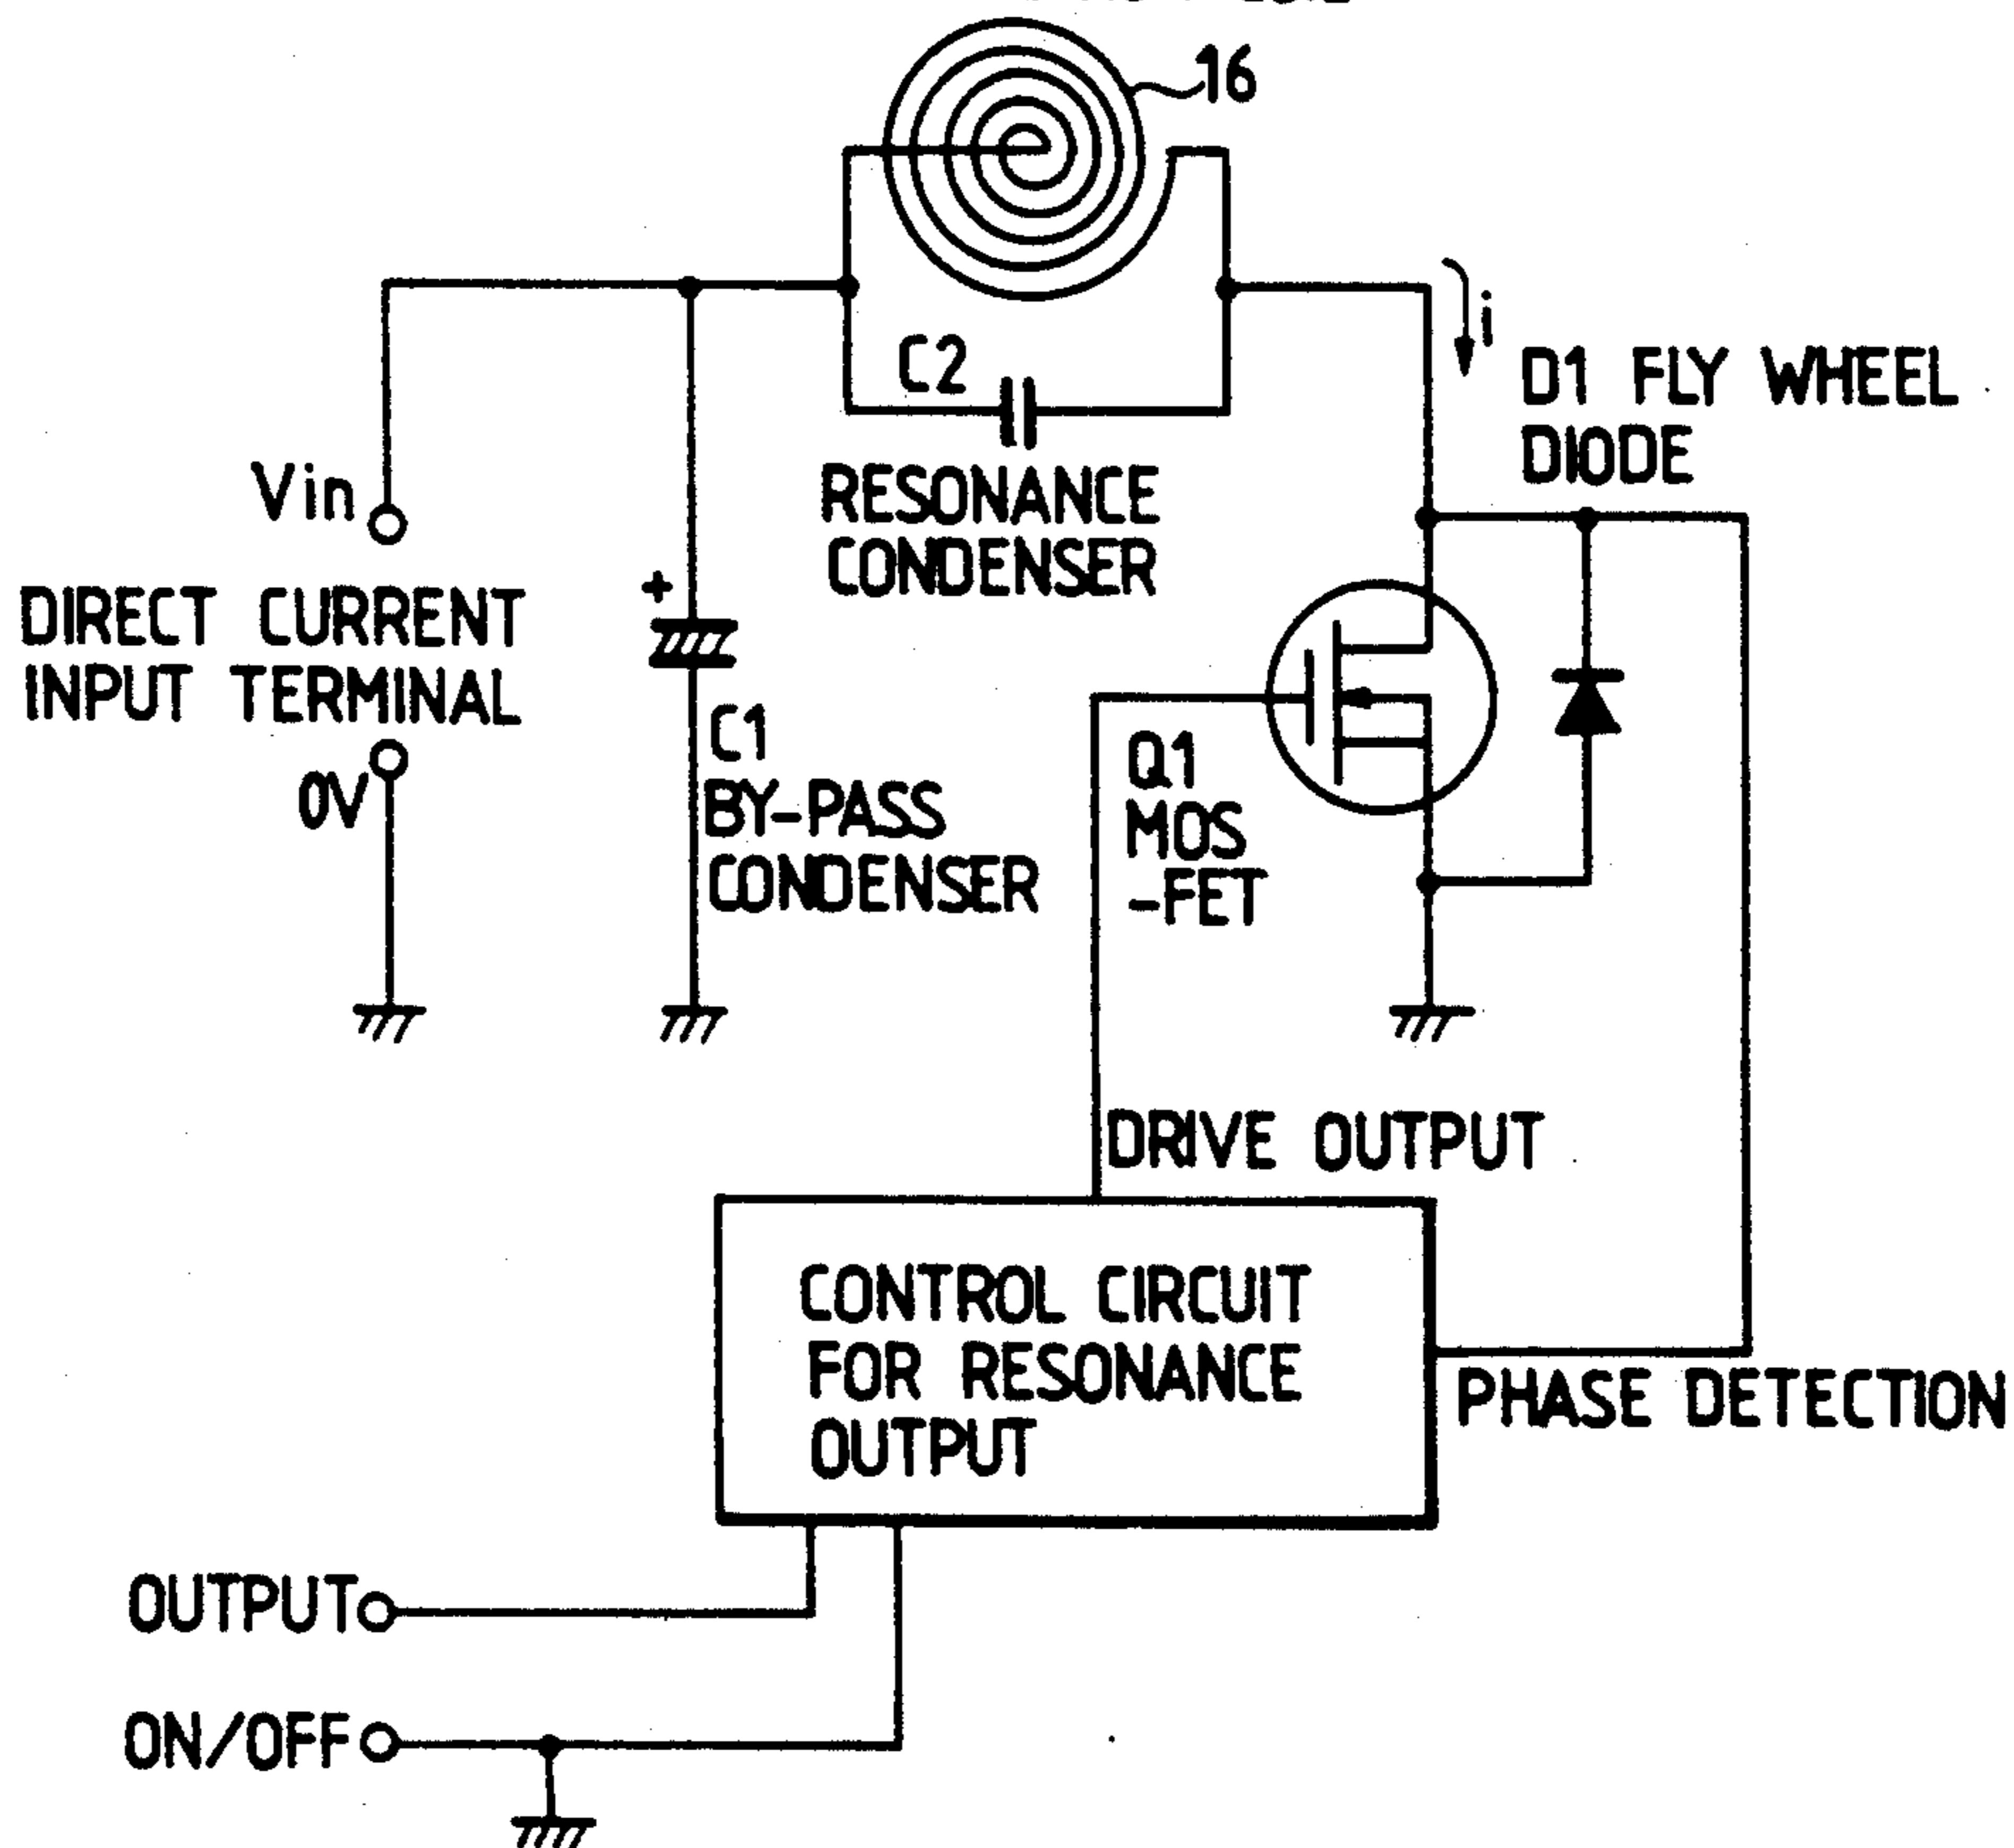 16
i
C2
D1 FLY WHEEL
DIODE
Vin
RESONANCE
CONDENSER
+
DIRECT CURRENT
INPUT TERMINAL
0V
C1
BY-PASS
CONDENSER
Q1
MOS
-FET
DRIVE OUTPUT
CONTROL CIRCUIT
FOR RESONANCE
OUTPUT
PHASE DETECTION
OUTPUT
ON/OFF